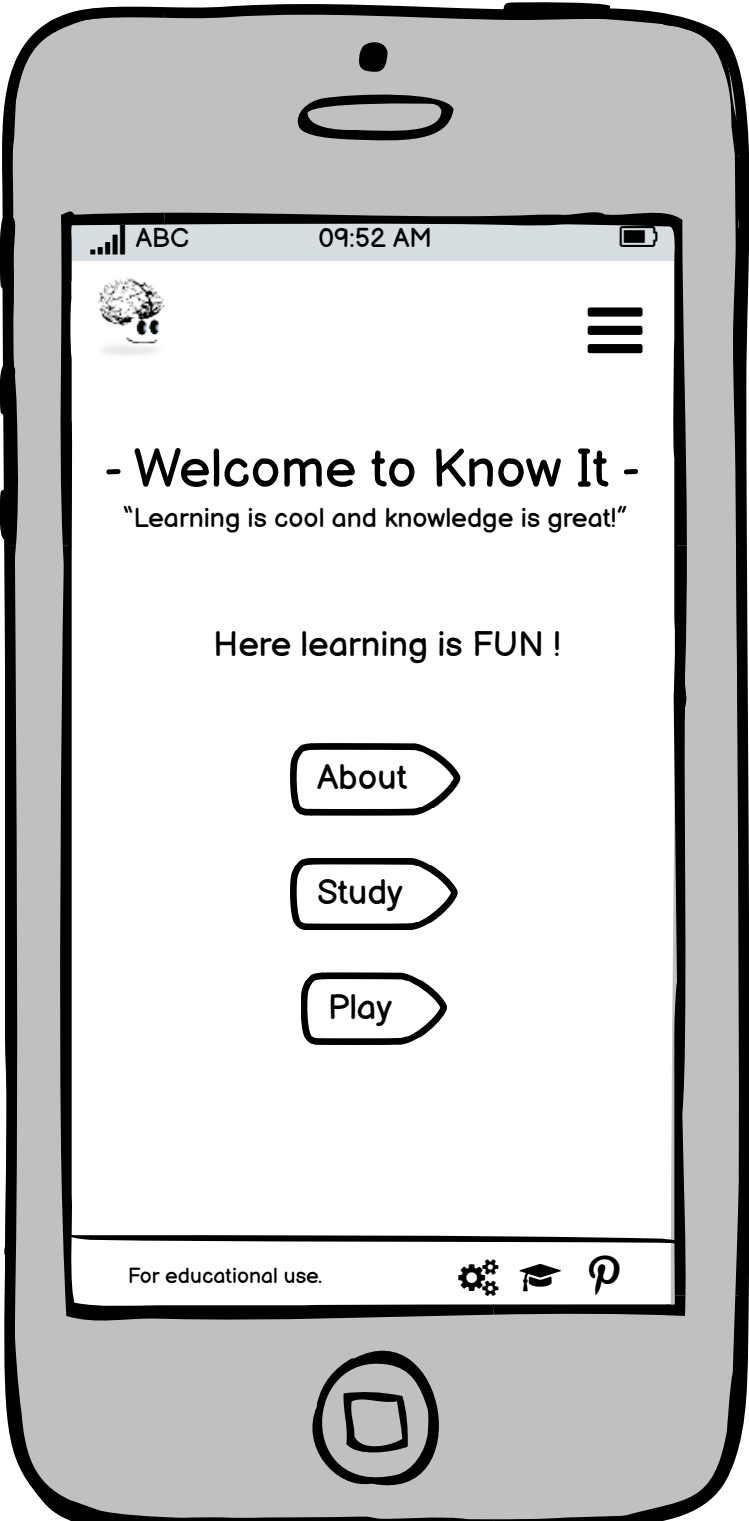 ABC 09:52 AM
- Welcome to Know It -
“Learning is cool and knowledge is great!”
Here learning is FUN !
About
Study
Play
For educational use.